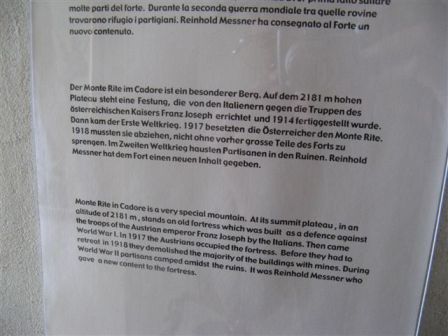 molte parti del forte. Durante la seconda guerra mondiale tra quelle rovine
trovarono rifugio i partigiani. Reinhold Messner ha consegnato al Forte un
nuovo contenuto.
Der Monte Rite im Cadore ist ein besonderer Berg. Auf dem 2181 m hohen
Plateau steht eine Festung, die von den Italienern gegen die Truppen des
österreichischen Kaisers Franz Joseph errichtet und 1914 fertiggestellt wurde.
Dann kam der Erste Weltkrieg. 1917 besetzten die Österreicher den Monte Rite.
1918 mussten sie abziehen, nicht ohne vorher grosse Teile des Forts zu
sprengen. Im Zweiten Weltkrieg hausten Partisanen in den Ruinen. Reinhold
Messner hat dem Fort einen neuen Inhalt gegeben.
Monte Rite in Cadore is a very special mountain. At its summit plateau, in an
altitude of 2181 m, stands an old fortress which was built as a defence against
the troops of the Austrian emperor Franz Joseph by the Italians. Then came
World War I. In 1917 the Austrians occupied the fortress. Before they had to
retreat in 1918 they demolished the majority of the buildings with mines. During
World War II partisans camped amidst the ruins. It was Reinhold Messner who
gave a new content to the fortress.